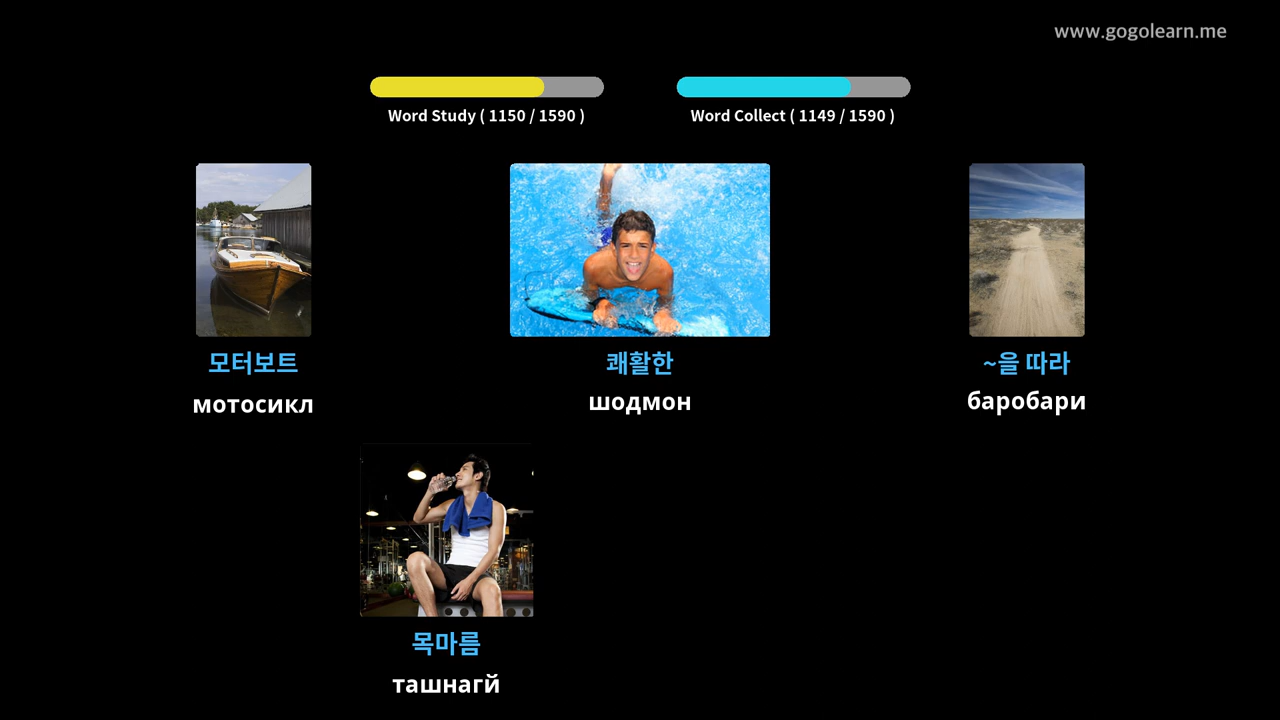 www.gogolearn.me
Word Study ( 1150 / 1590 )
Word Collect ( 1149 / 1590 )
모터보트
мотосикл
쾌활한
шодмон
~을 따라
баробари
목마름
ташнагй